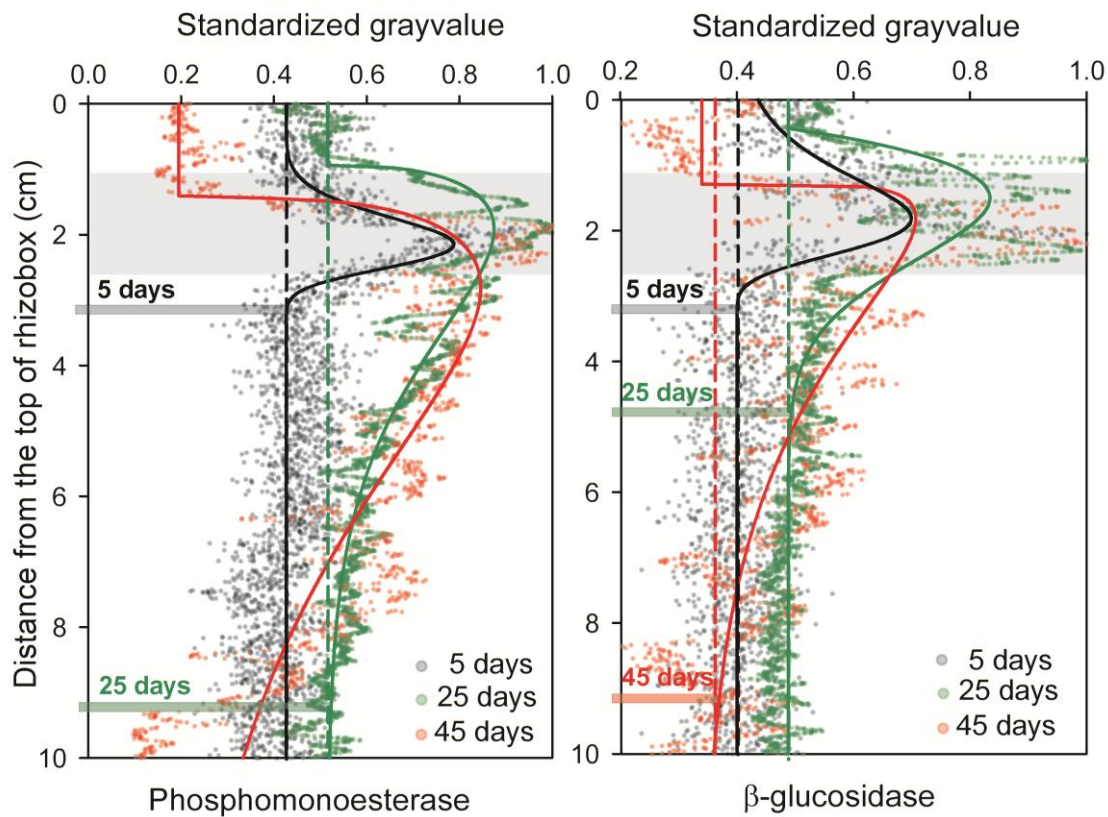 Standardized grayvalue
Standardized grayvalue
0.0 0.2 0.4 0.6 0.8 1.0
0.2 0.4 0.6 0.8 1.0
Distance from the top of rhizobox (cm)
0
2
4
6
8
10
0
2
4
6
8
10
5 days
25 days
5 days
25 days
45 days
5 days
25 days
45 days
5 days
25 days
45 days
Phosphomonoesterase
β-glucosidase